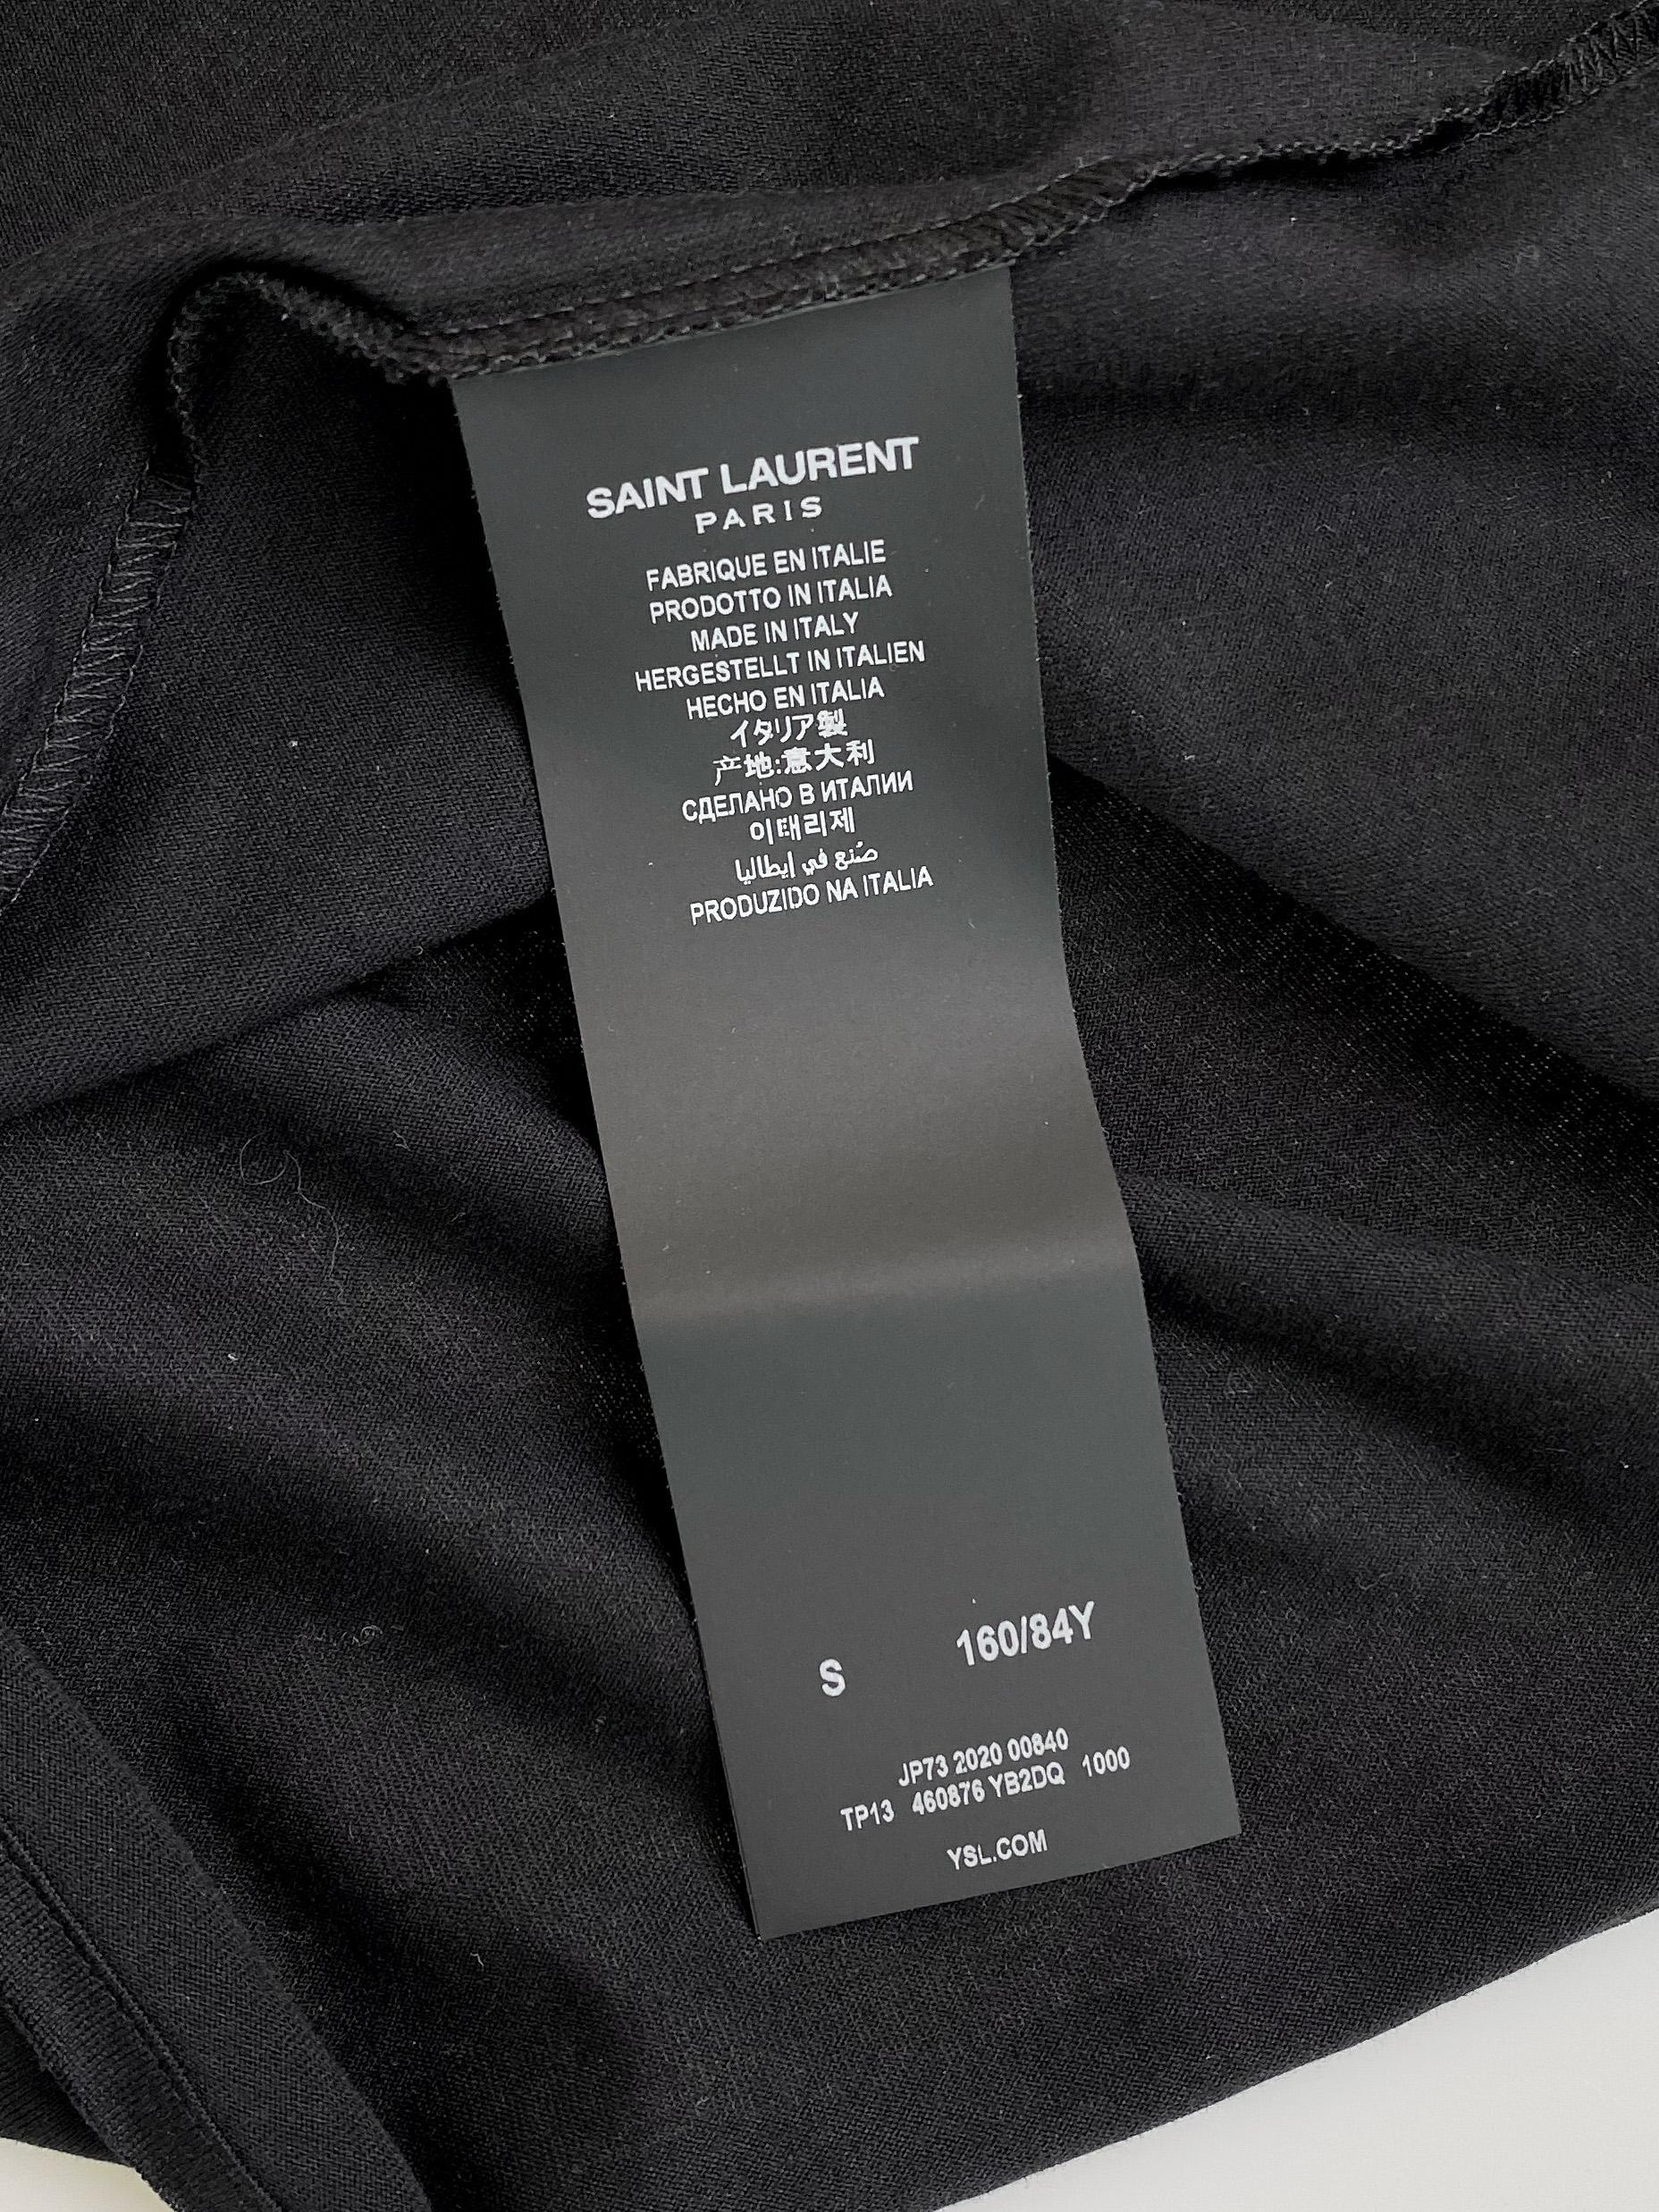 SAINT LAURENT
PARIS
FABRIQUE EN ITALIE
PRODOTTO IN ITALIA
MADE IN ITALY
HERGESTELLT IN ITALIEN
HECHO EN ITALIA
イタリア製
产地:意大利
СДЕЛАНО В ИТАЛИИ
이태리제
صُنع في إيطاليا
PRODUZIDO NA ITALIA
S 160/84Y
JP73 2020 00840
TP13 460876 YB2DQ 1000
YSL.COM